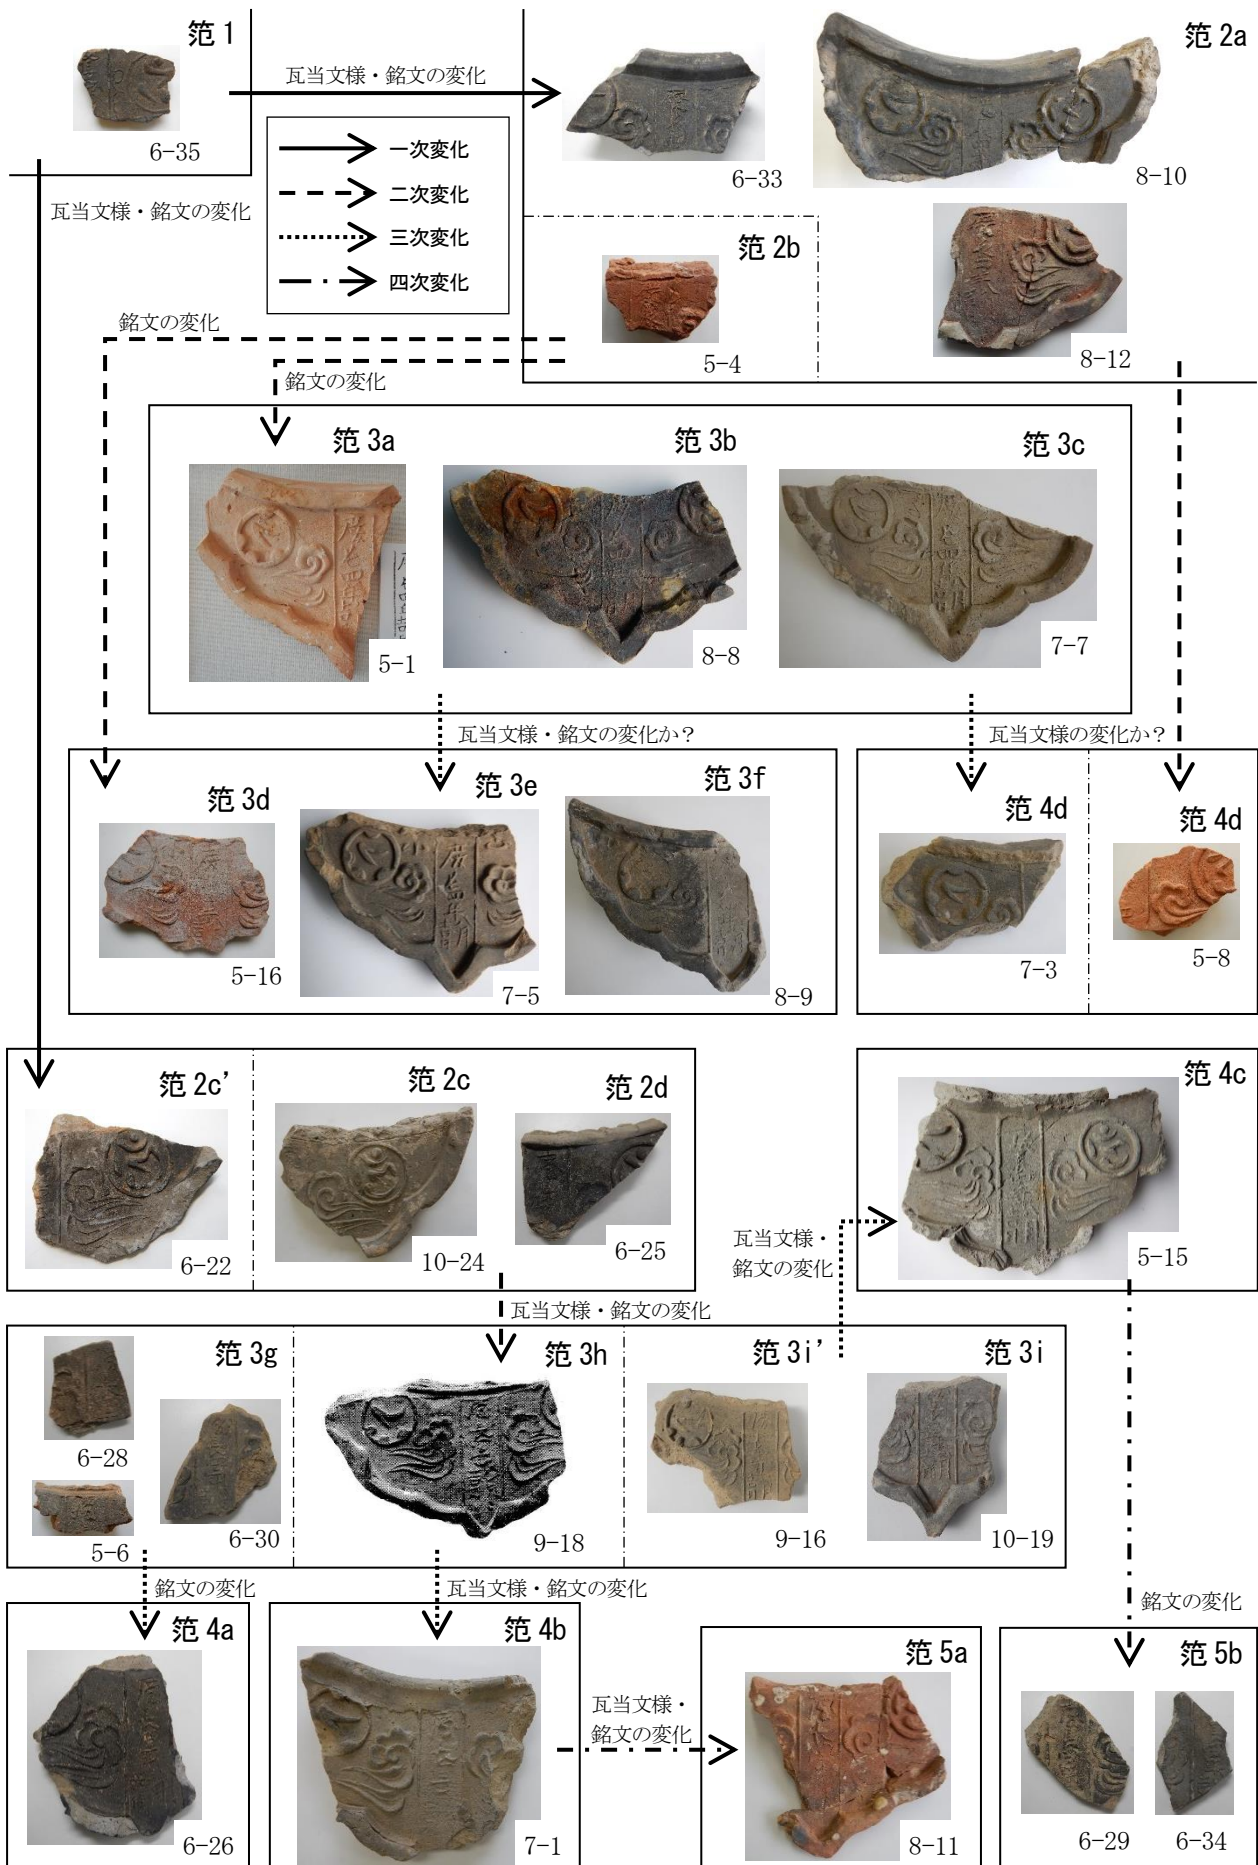 笵 1
6-35
瓦当文様・銘文の変化
6-33
笵 2a
8-10
一次変化
二次変化
三次変化
四次変化
瓦当文様・銘文の変化
笵 2b
5-4
8-12
銘文の変化
銘文の変化
笵 3a
5-1
笵 3b
8-8
笵 3c
7-7
瓦当文様・銘文の変化か？
瓦当文様の変化か？
笵 3d
5-16
笵 3e
7-5
笵 3f
8-9
笵 4d
7-3
笵 4d
5-8
笵 2c’
6-22
笵 2c
10-24
笵 2d
6-25
笵 4c
5-15
瓦当文様・
銘文の変化
瓦当文様・銘文の変化
笵 3g
6-28
5-6
6-30
笵 3h
9-18
笵 3i’
9-16
笵 3i
10-19
銘文の変化
瓦当文様・銘文の変化
銘文の変化
笵 4a
6-26
笵 4b
7-1
瓦当文様・
銘文の変化
笵 5a
8-11
笵 5b
6-29
6-34